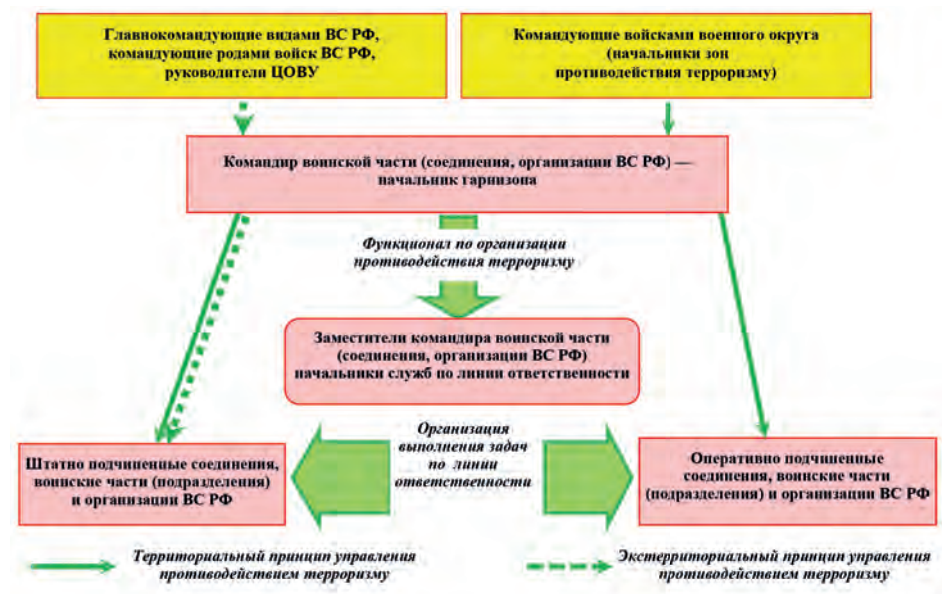 Главнокомандующие видами ВС РФ,
командующие родами войск ВС РФ,
руководители ЦОВУ
Командующие войсками военного округа
(начальники зон
противодействия терроризму)
Командир воинской части (соединения, организации ВС РФ) —
начальник гарнизона
Функционал по организации
противодействия терроризму
Заместители командира воинской части
(соединения, организации ВС РФ)
начальники служб по линии ответственности
Организация
выполнения задач
по линии
ответственности
Штатно подчиненные соединения,
воинские части (подразделения)
и организации ВС РФ
Оперативно подчиненные
соединения, воинские части
(подразделения) и организации ВС РФ
Территориальный принцип управления
противодействием терроризму
Экстерриториальный принцип управления
противодействием терроризму